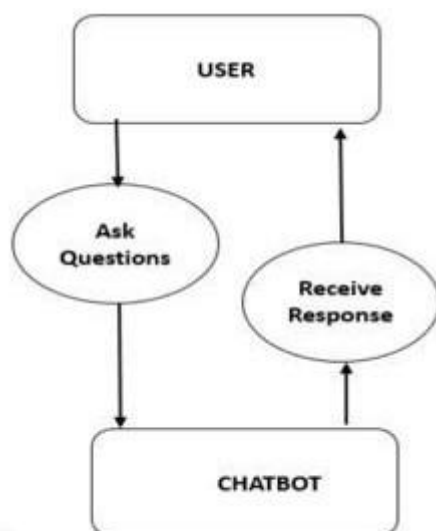 USER
Ask
Questions
Receive
Response
CHATBOT